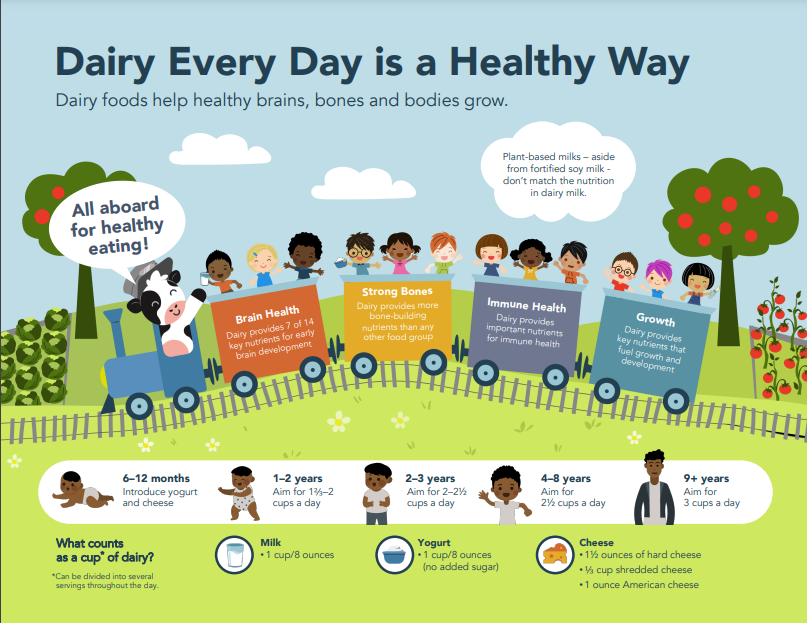 Dairy Every Day is a Healthy Way
Dairy foods help healthy brains, bones and bodies grow.
Plant-based milks – aside
from fortified soy milk -
don't match the nutrition
in dairy milk.
All aboard
for healthy
eating!
Brain Health
Dairy provides 7 of 14
key nutrients for early
brain development
Strong Bones
Dairy provides more
bone-building
nutrients than any
other food group
Immune Health
Dairy provides
important nutrients
for immune health
Growth
Dairy provides
key nutrients that
fuel growth and
development
6–12 months
Introduce yogurt
and cheese
1–2 years
Aim for 1⅔–2
cups a day
2–3 years
Aim for 2–2½
cups a day
4–8 years
Aim for
2½ cups a day
9+ years
Aim for
3 cups a day
What counts
as a cup* of dairy?
*Can be divided into several
servings throughout the day.
Milk
• 1 cup/8 ounces
Yogurt
• 1 cup/8 ounces
(no added sugar)
Cheese
• 1½ ounces of hard cheese
• ⅓ cup shredded cheese
• 1 ounce American cheese